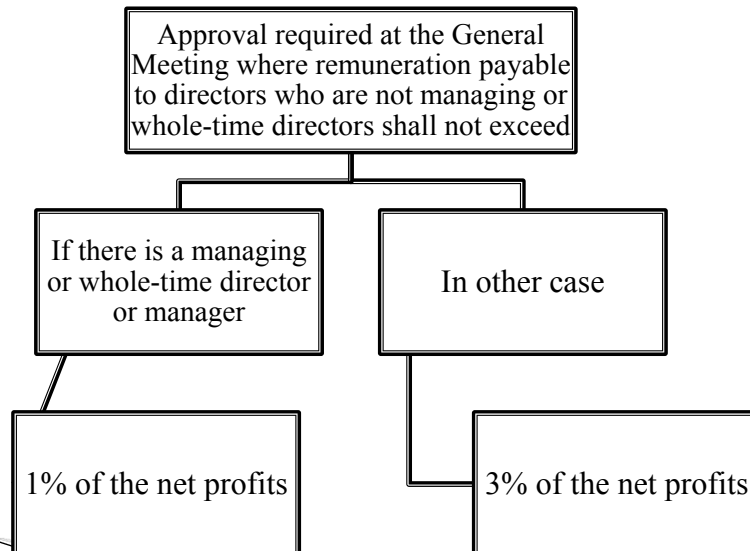 Approval required at the General
Meeting where remuneration payable
to directors who are not managing or
whole-time directors shall not exceed
If there is a managing
or whole-time director
or manager
In other case
1% of the net profits
3% of the net profits